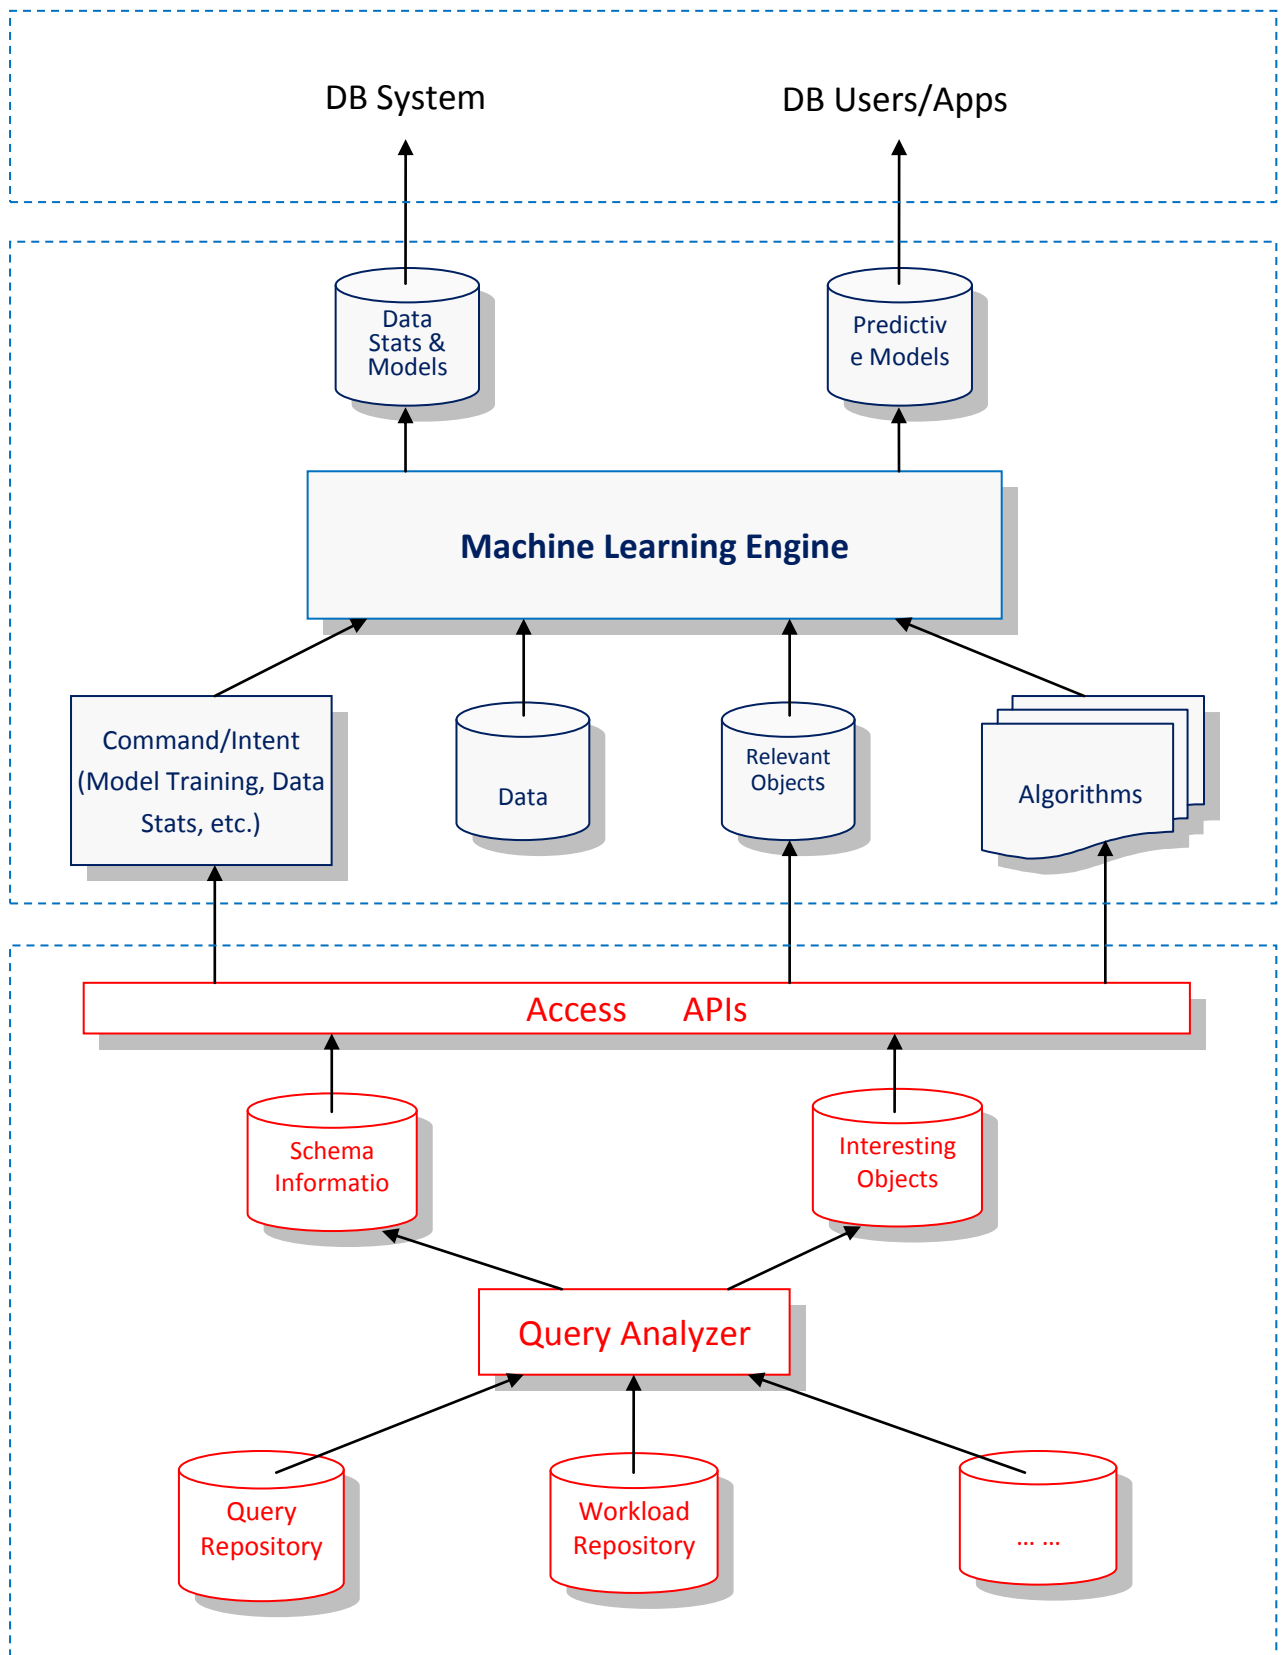 DB System
DB Users/Apps
Data
Stats &
Models
Predictiv
e Models
Machine Learning Engine
Command/Intent
(Model Training, Data
Stats, etc.)
Data
Relevant
Objects
Algorithms
Access APIs
Schema
Informatio
Interesting
Objects
Query Analyzer
Query
Repository
Workload
Repository
... ...